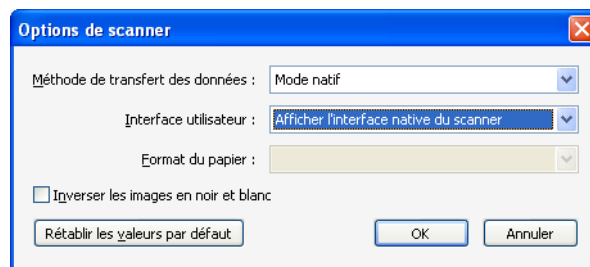 Options de scanner
Méthode de transfert des données : Mode natif
Interface utilisateur : Afficher l'interface native du scanner
Format du papier :
Inverser les images en noir et blanc
Rétablir les valeurs par défaut OK Annuler